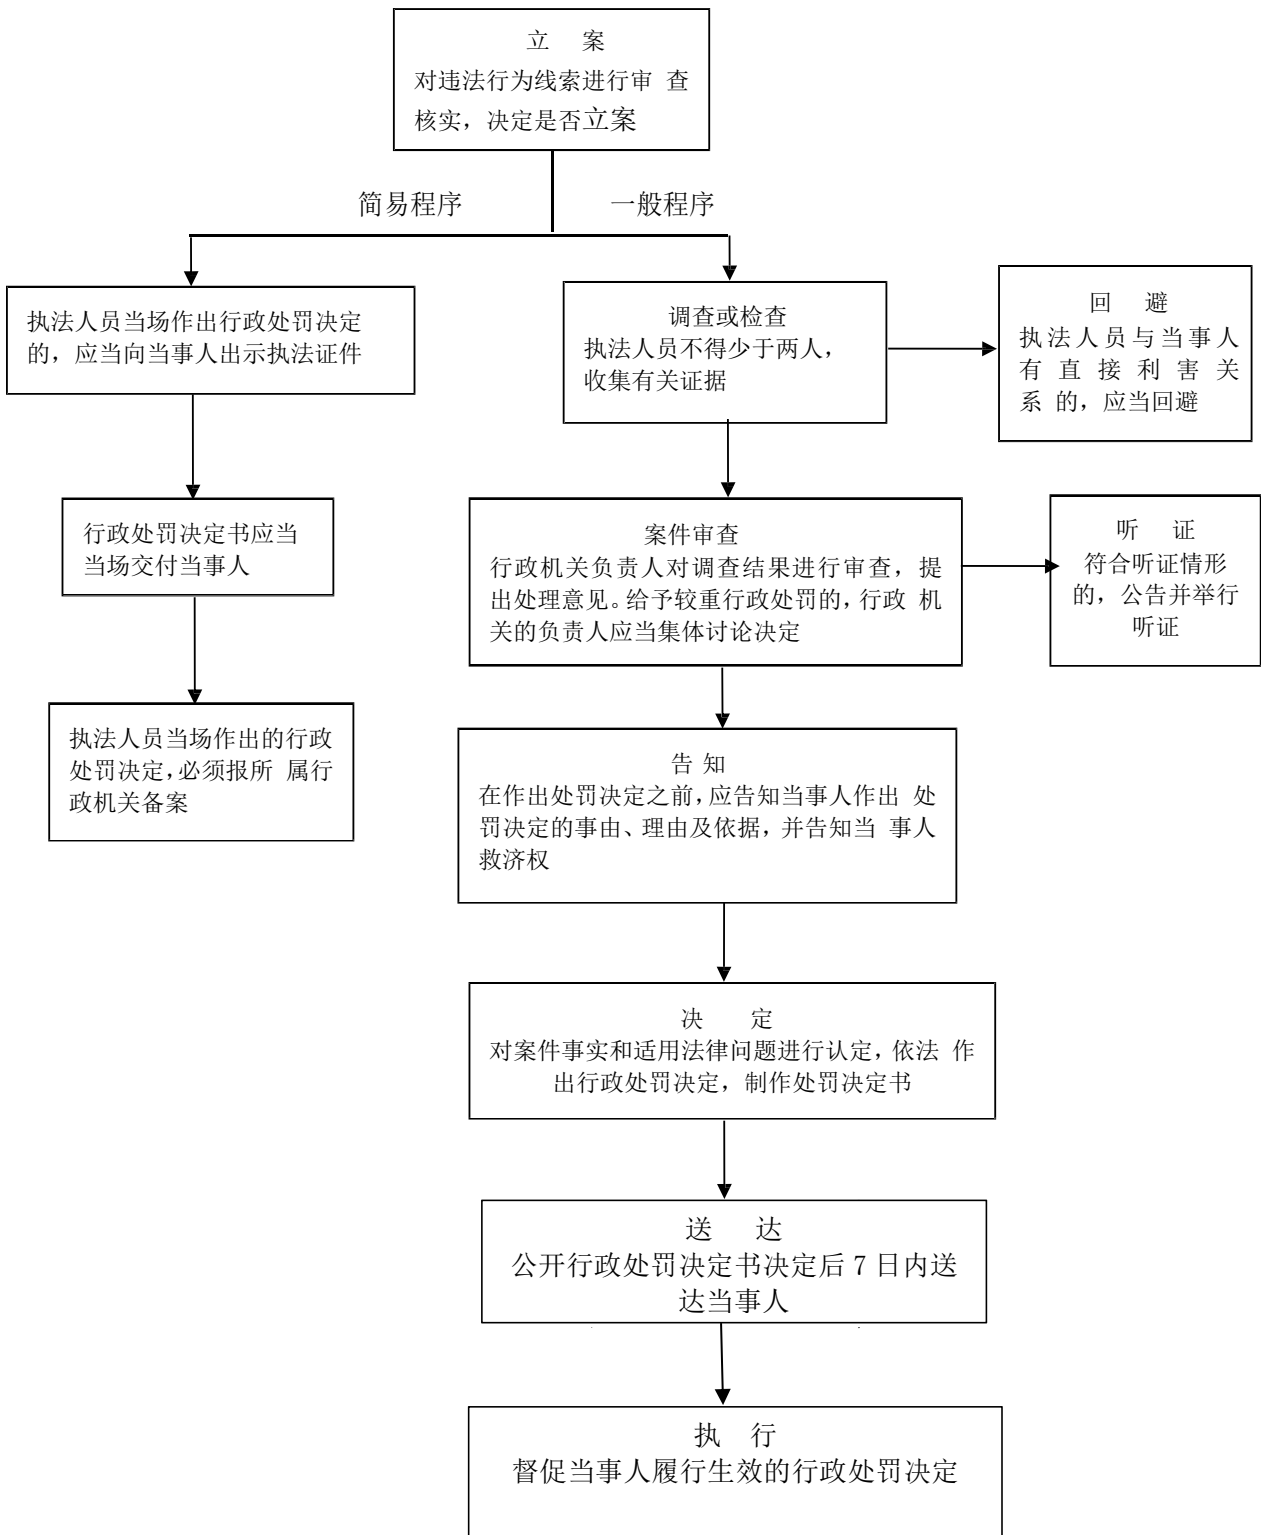 立 案
对违法行为线索进行审 查
核实，决定是否立案
简易程序
一般程序
执法人员当场作出行政处罚决定
的，应当向当事人出示执法证件
调查或检查
执法人员不得少于两人，
收集有关证据
回 避
执法人员与当事人
有 直 接 利 害 关
系 的，应当回避
行政处罚决定书应当
当场交付当事人
案件审查
行政机关负责人对调查结果进行审查，提
出处理意见。给予较重行政处罚的，行政 机
关的负责人应当集体讨论决定
听 证
符合听证情形
的，公告并举行
听证
执法人员当场作出的行政
处罚决定，必须报所 属行
政机关备案
告 知
在作出处罚决定之前，应告知当事人作出 处
罚决定的事由、理由及依据，并告知当 事人
救济权
决 定
对案件事实和适用法律问题进行认定，依法 作
出行政处罚决定，制作处罚决定书
送 达
公开行政处罚决定书决定后 7 日内送
达当事人
执 行
督促当事人履行生效的行政处罚决定